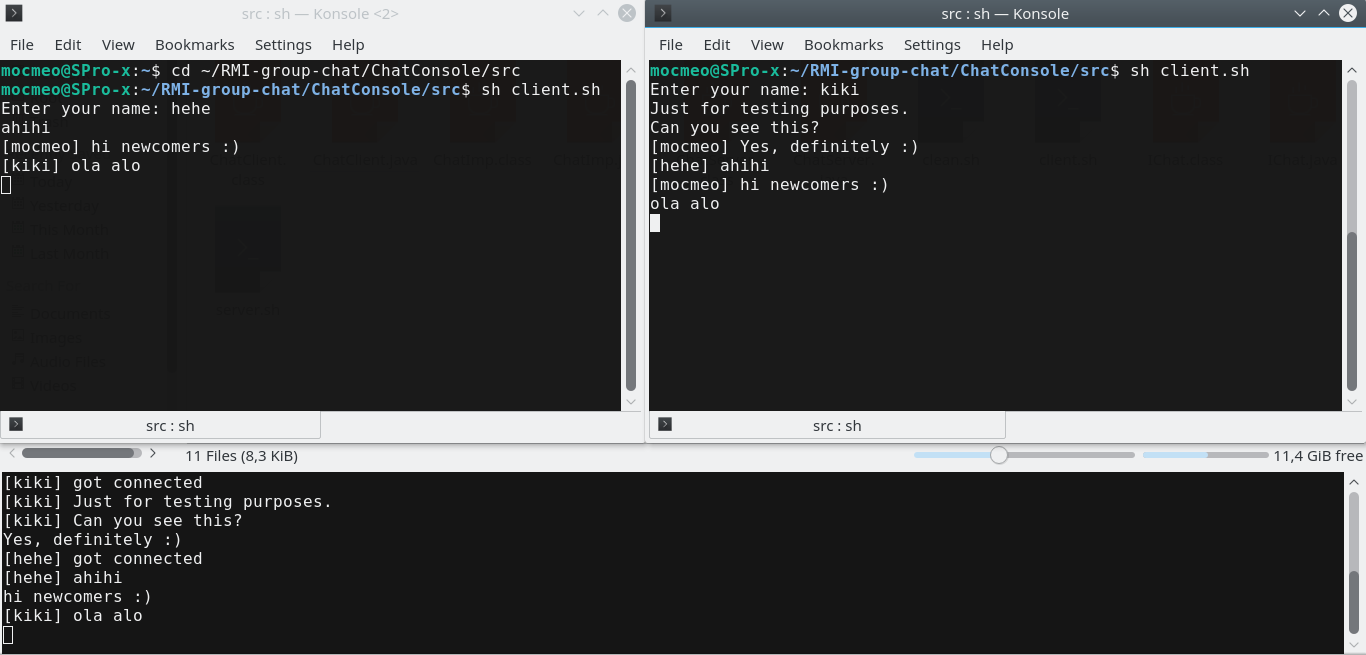 src : sh — Konsole <2>
File Edit View Bookmarks Settings Help
mocmeo@SPro-x:~$ cd ~/RMI-group-chat/ChatConsole/src
mocmeo@SPro-x:~/RMI-group-chat/ChatConsole/src$ sh client.sh
Enter your name: hehe
ahihi
[mocmeo] hi newcomers :)
[kiki] ola alo
Yesterday
Documents
Images
Videos
server.sh
src : sh
src : sh — Konsole
File Edit View Bookmarks Settings Help
mocmeo@SPro-x:~/RMI-group-chat/ChatConsole/src$ sh client.sh
Enter your name: kiki
Just for testing purposes.
Can you see this?
[mocmeo] Yes, definitely :)
[hehe] ahihi
[mocmeo] hi newcomers :)
ola alo
src : sh
11 Files (8,3 KiB)
11,4 GiB free
[kiki] got connected
[kiki] Just for testing purposes.
[kiki] Can you see this?
Yes, definitely :)
[hehe] got connected
[hehe] ahihi
hi newcomers :)
[kiki] ola alo